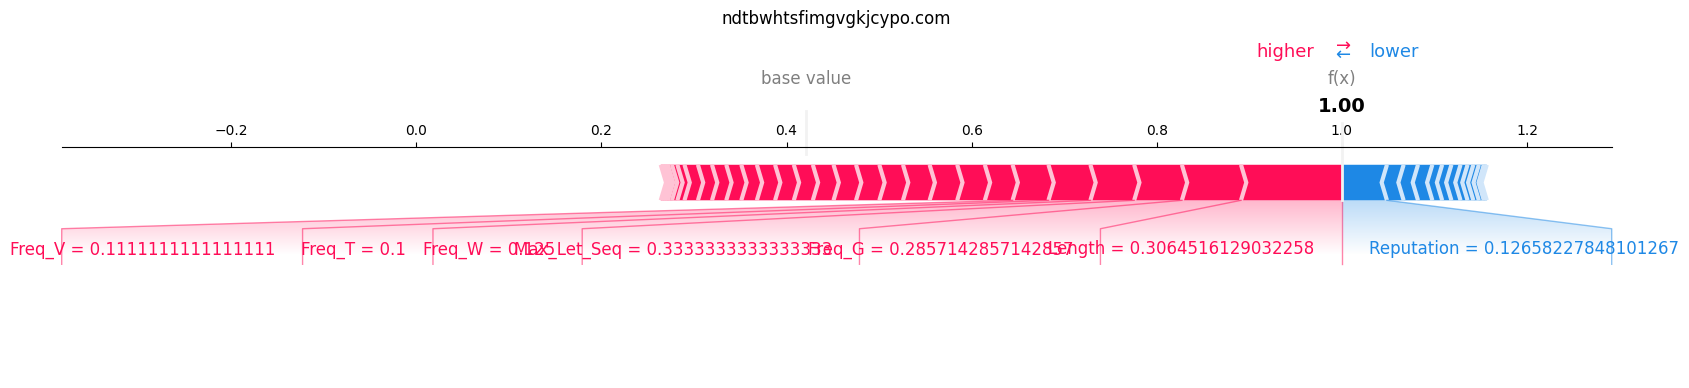 ndtbwhtsfimgvgkjcypo.com
higher ⇄ lower
base value f(x)
1.00
−0.2 0.0 0.2 0.4 0.6 0.8 1.0 1.2
Freq_V = 0.1111111111111111 Freq_T = 0.1 Freq_W = 0.125 Max_Let_Seq = 0.3333333333333333 Freq_G = 0.2857142857142857 Length = 0.3064516129032258 Reputation = 0.12658227848101267